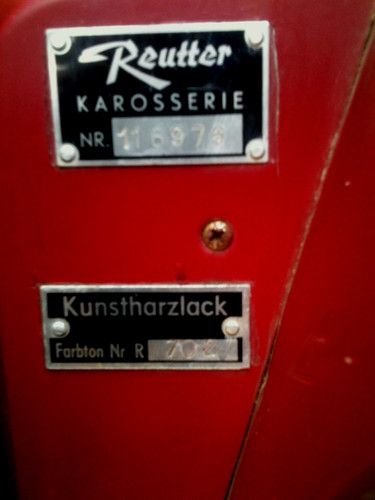 Reutter
KAROSSERIE
NR. 116976
Kunstharzlack
Farbton Nr R